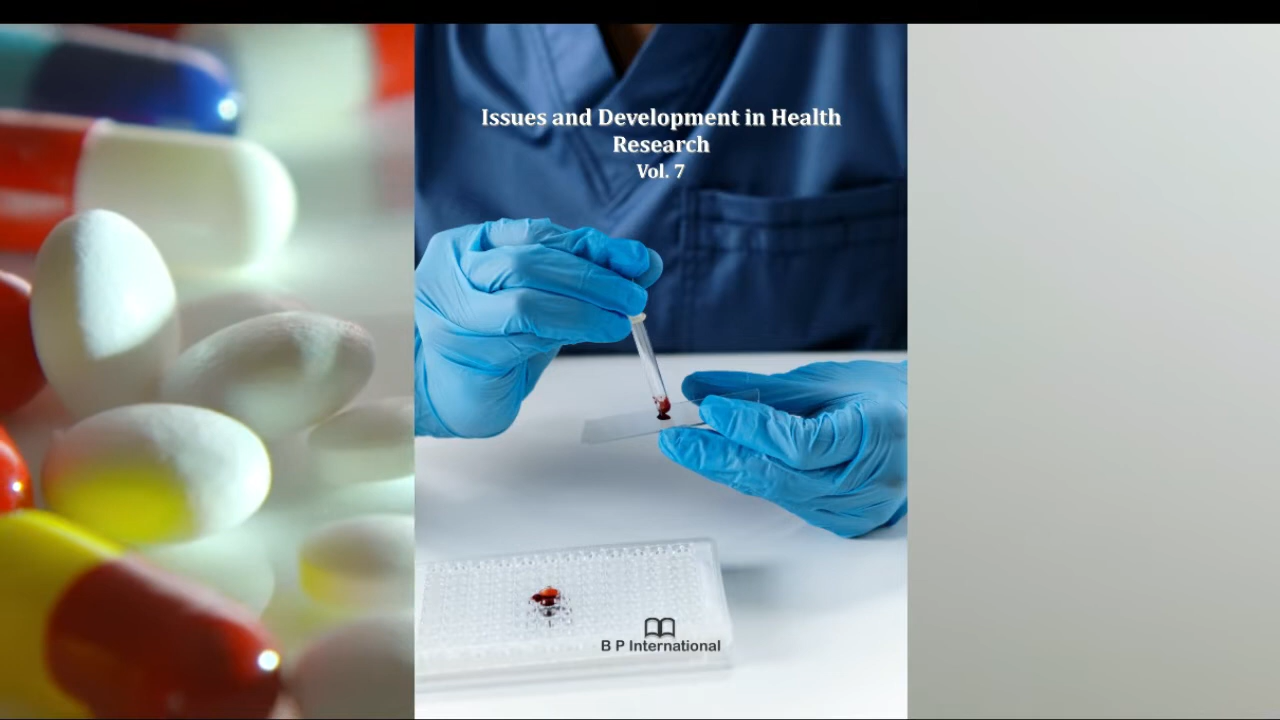 Issues and Development in Health
Research
Vol. 7
B P International